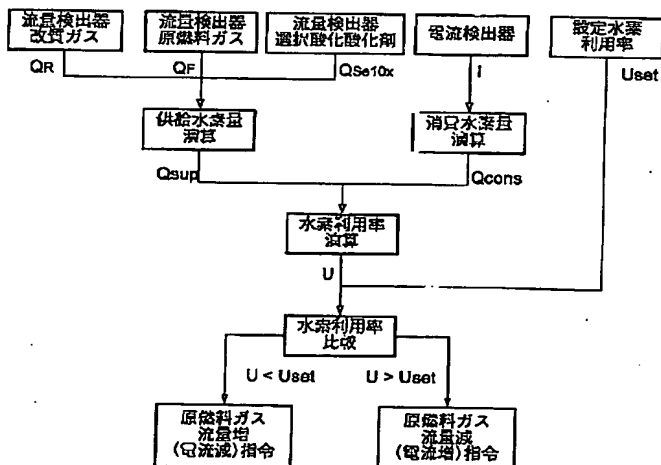 流量検出器
改質ガス
流量検出器
原燃料ガス
流量検出器
選択酸化酸化剤
電流検出器
設定水素
利用率
QR
QF
QSe10x
i
Uset
供給水素量
演算
消費水素量
演算
Qsup
Qcons
水素利用率
演算
U
水素利用率
比較
U < Uset
U > Uset
原燃料ガス
流量増
(電流減)指令
原燃料ガス
流量減
(電流増)指令